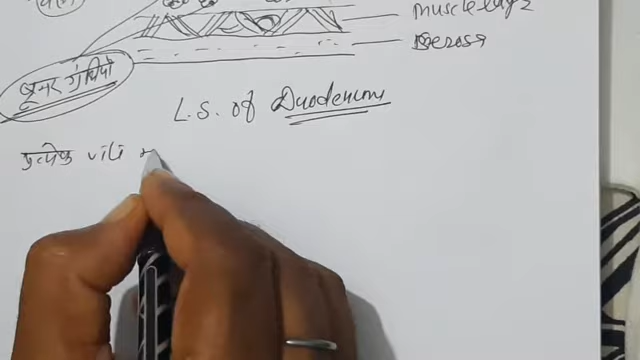 muscle layer
serosa
ब्रूनर ग्रंथियाँ
L.S. of Duodenum
प्रत्येक villi